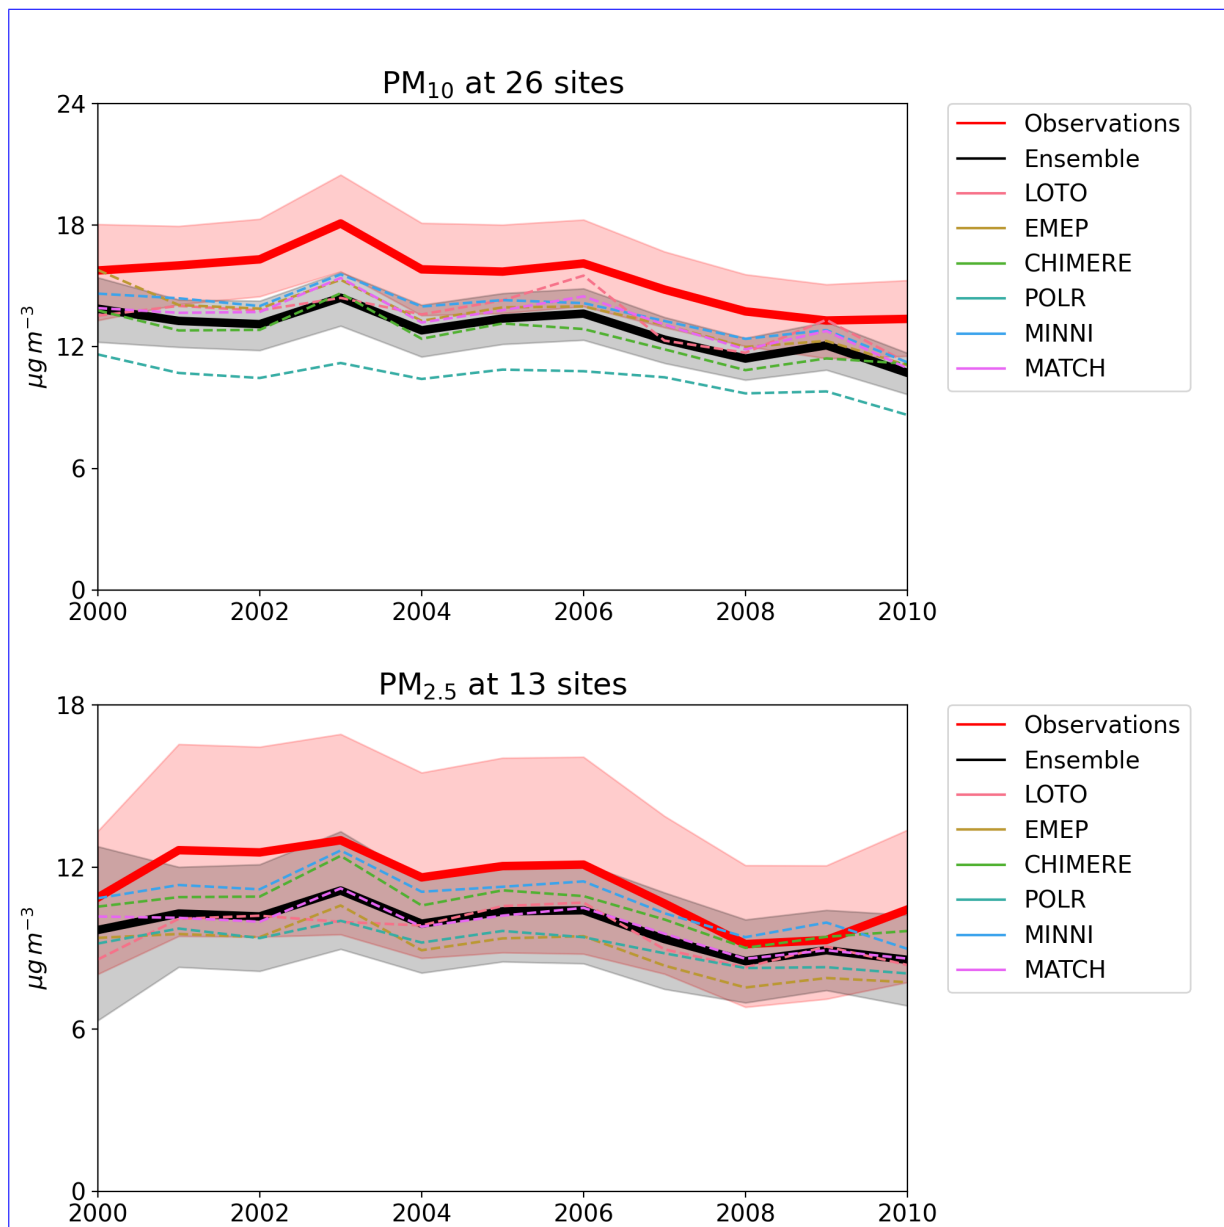 PM₁₀ at 26 sites
24
18
12
6
0
μg m⁻³
2000 2002 2004 2006 2008 2010
Observations
Ensemble
LOTO
EMEP
CHIMERE
POLR
MINNI
MATCH
PM₂.₅ at 13 sites
18
12
6
0
μg m⁻³
2000 2002 2004 2006 2008 2010
Observations
Ensemble
LOTO
EMEP
CHIMERE
POLR
MINNI
MATCH